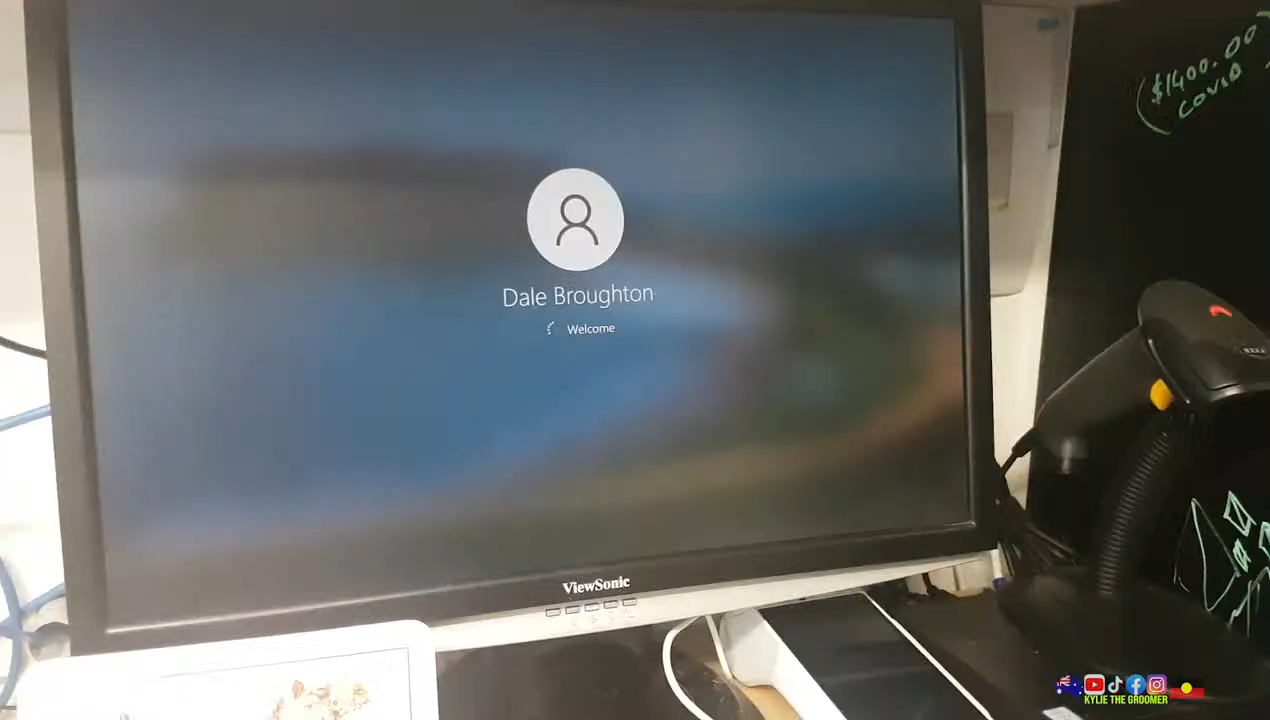 ($1400.00)
COVID
Dale Broughton
Welcome
ViewSonic
KYLIE THE GROOMER